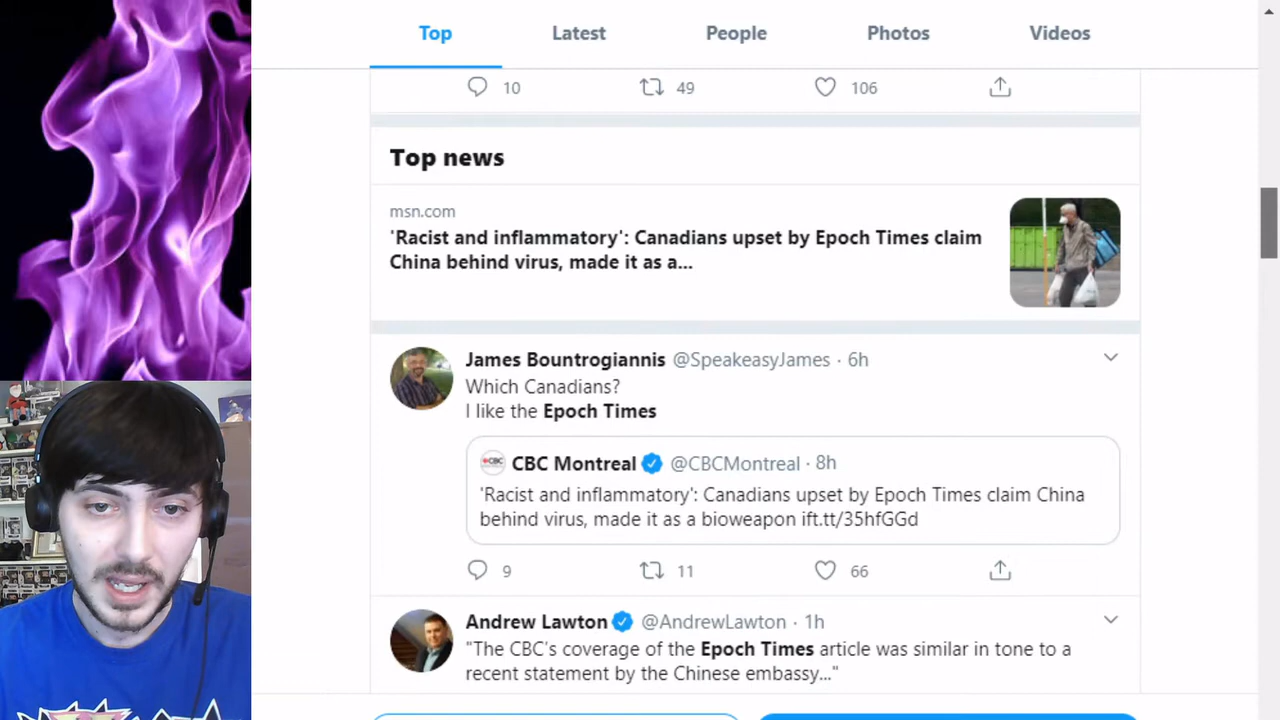 Top Latest People Photos Videos
10 49 106
Top news
msn.com
'Racist and inflammatory': Canadians upset by Epoch Times claim
China behind virus, made it as a...
James Bountrogiannis @SpeakeasyJames · 6h
Which Canadians?
I like the Epoch Times
CBC Montreal @CBCMontreal · 8h
'Racist and inflammatory': Canadians upset by Epoch Times claim China
behind virus, made it as a bioweapon ift.tt/35hfGGd
9 11 66
Andrew Lawton @AndrewLawton · 1h
"The CBC's coverage of the Epoch Times article was similar in tone to a
recent statement by the Chinese embassy..."